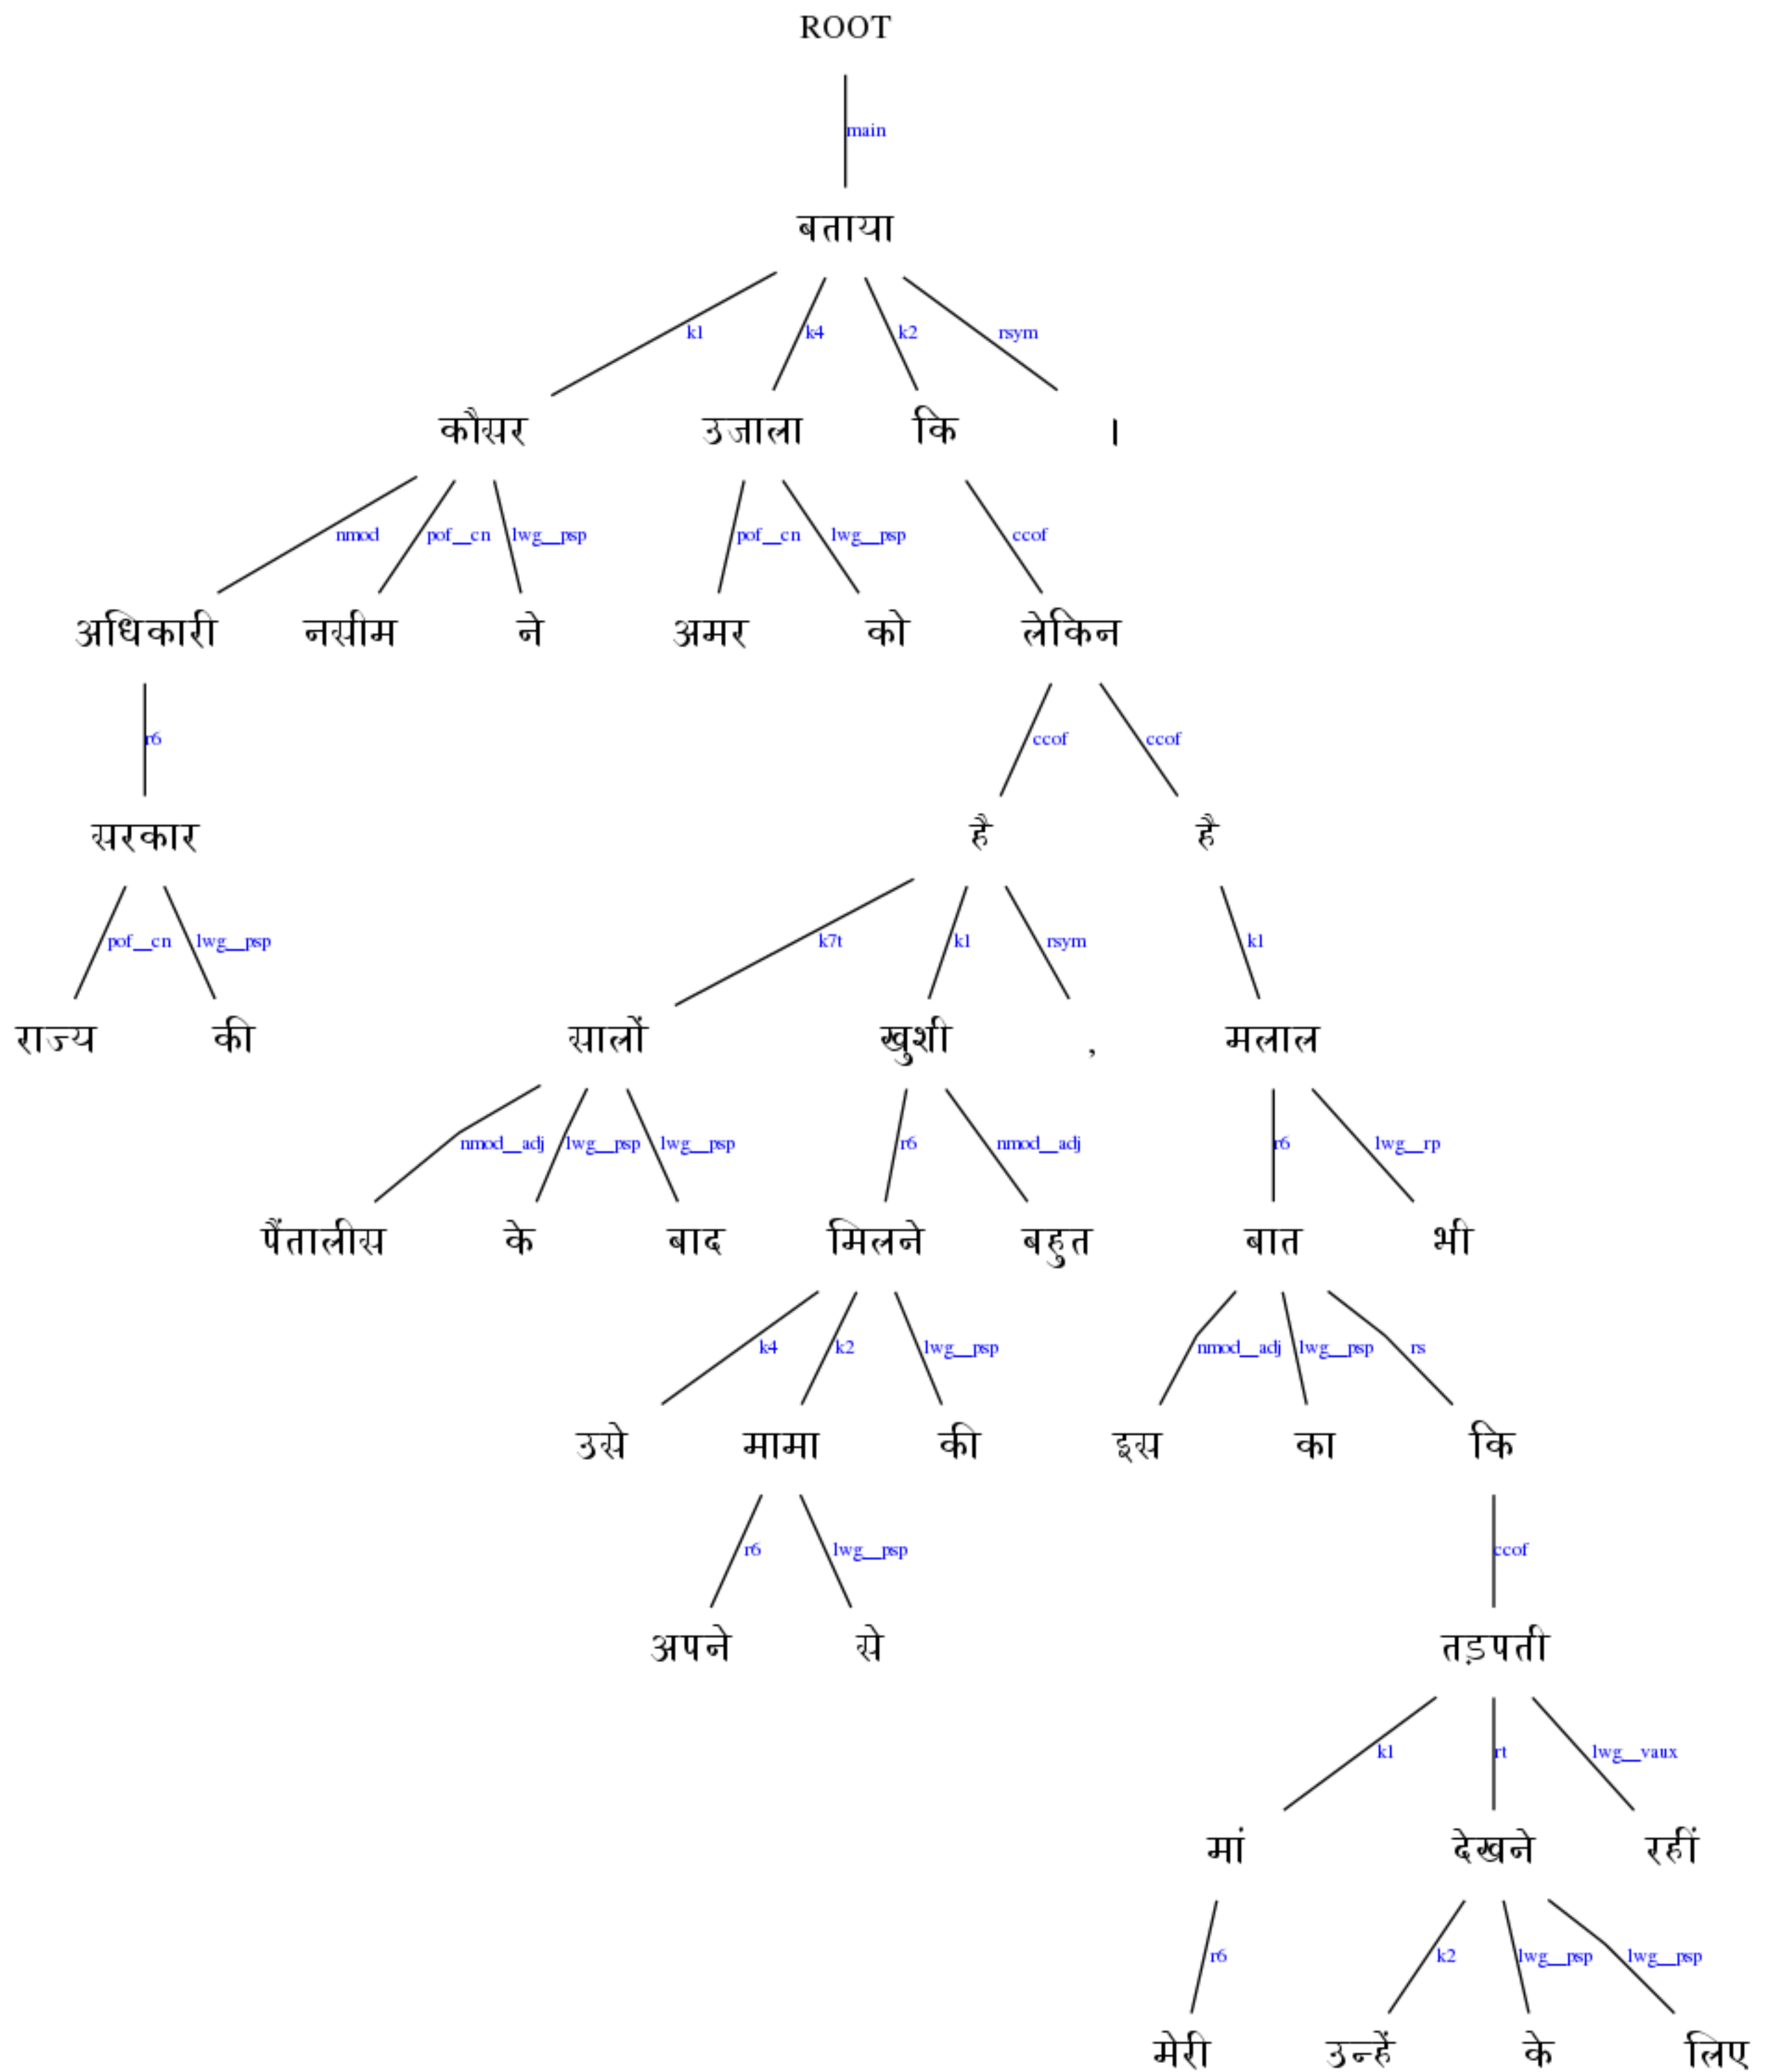 ROOT
main
बताया
k1 k4 k2 rsym
कौसर उजाला कि ।
nmod pof__cn lwg__psp pof__cn lwg__psp ccof
अधिकारी नसीम ने अमर को लेकिन
r6 ccof ccof
सरकार है है
pof__cn lwg__psp k7t k1 rsym k1
राज्य की सालों खुशी , मलाल
nmod__adj lwg__psp lwg__psp r6 nmod__adj r6 lwg__rp
पैंतालीस के बाद मिलने बहुत बात भी
k4 k2 lwg__psp nmod__adj lwg__psp rs
उसे मामा की इस का कि
r6 lwg__psp ccof
अपने से तड़पती
k1 rt lwg__vaux
मां देखने रहीं
r6 k2 lwg__psp lwg__psp
मेरी उन्हें के लिए